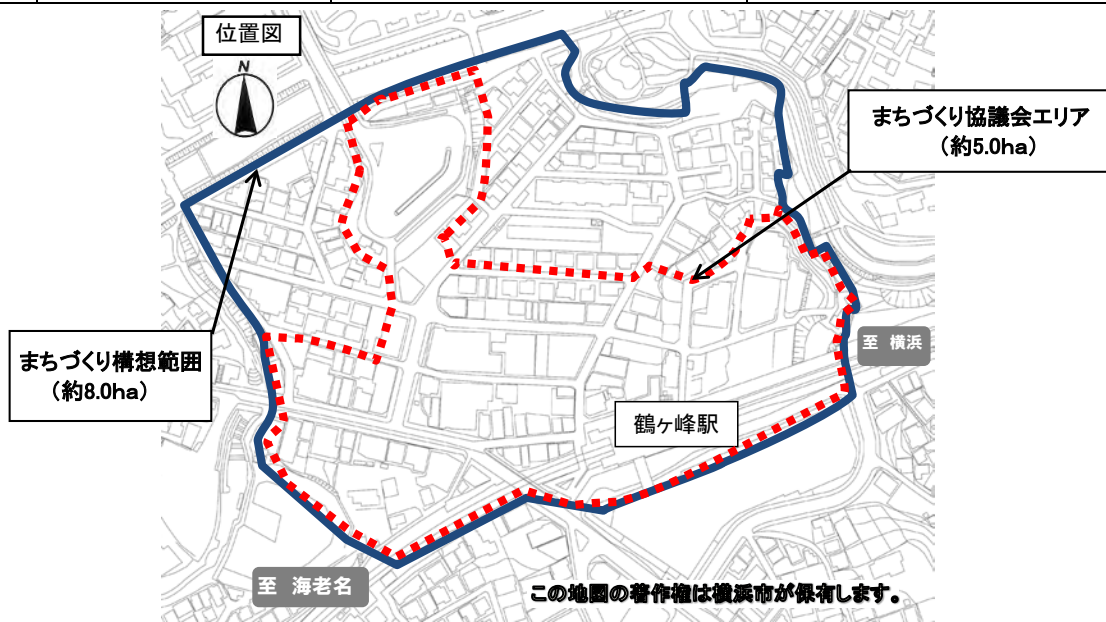 位置図
N
まちづくり協議会エリア
（約5.0ha）
至 横浜
まちづくり構想範囲
（約8.0ha）
鶴ヶ峰駅
至 海老名
この地図の著作権は横浜市が保有します。